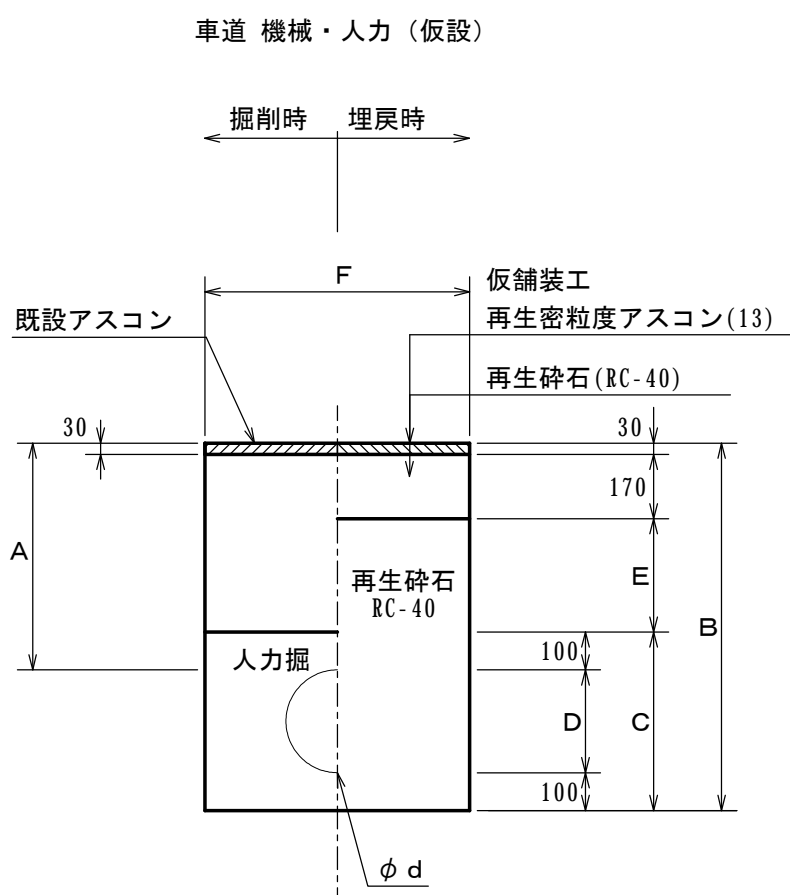 車道 機械・人力（仮設）
掘削時
埋戻時
F
仮舗装工
既設アスコン
再生密粒度アスコン(13)
再生砕石(RC-40)
30
30
170
A
E
再生砕石
RC-40
B
人力掘
100
D
C
100
φd